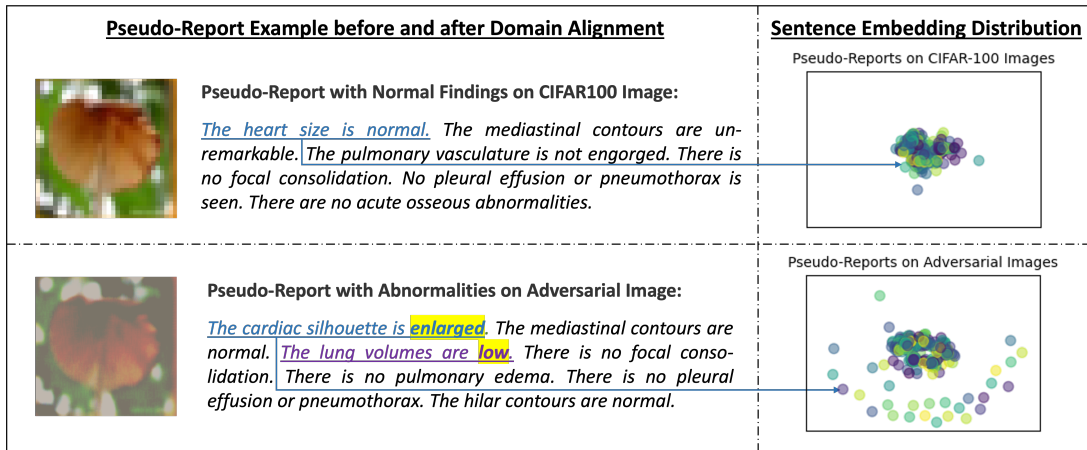 Pseudo-Report Example before and after Domain Alignment
Sentence Embedding Distribution
Pseudo-Report with Normal Findings on CIFAR100 Image:
The heart size is normal. The mediastinal contours are un-
remarkable. The pulmonary vasculature is not engorged. There is
no focal consolidation. No pleural effusion or pneumothorax is
seen. There are no acute osseous abnormalities.
Pseudo-Reports on CIFAR-100 Images
Pseudo-Report with Abnormalities on Adversarial Image:
The cardiac silhouette is enlarged. The mediastinal contours are
normal. The lung volumes are low. There is no focal conso-
lidation. There is no pulmonary edema. There is no pleural
effusion or pneumothorax. The hilar contours are normal.
Pseudo-Reports on Adversarial Images